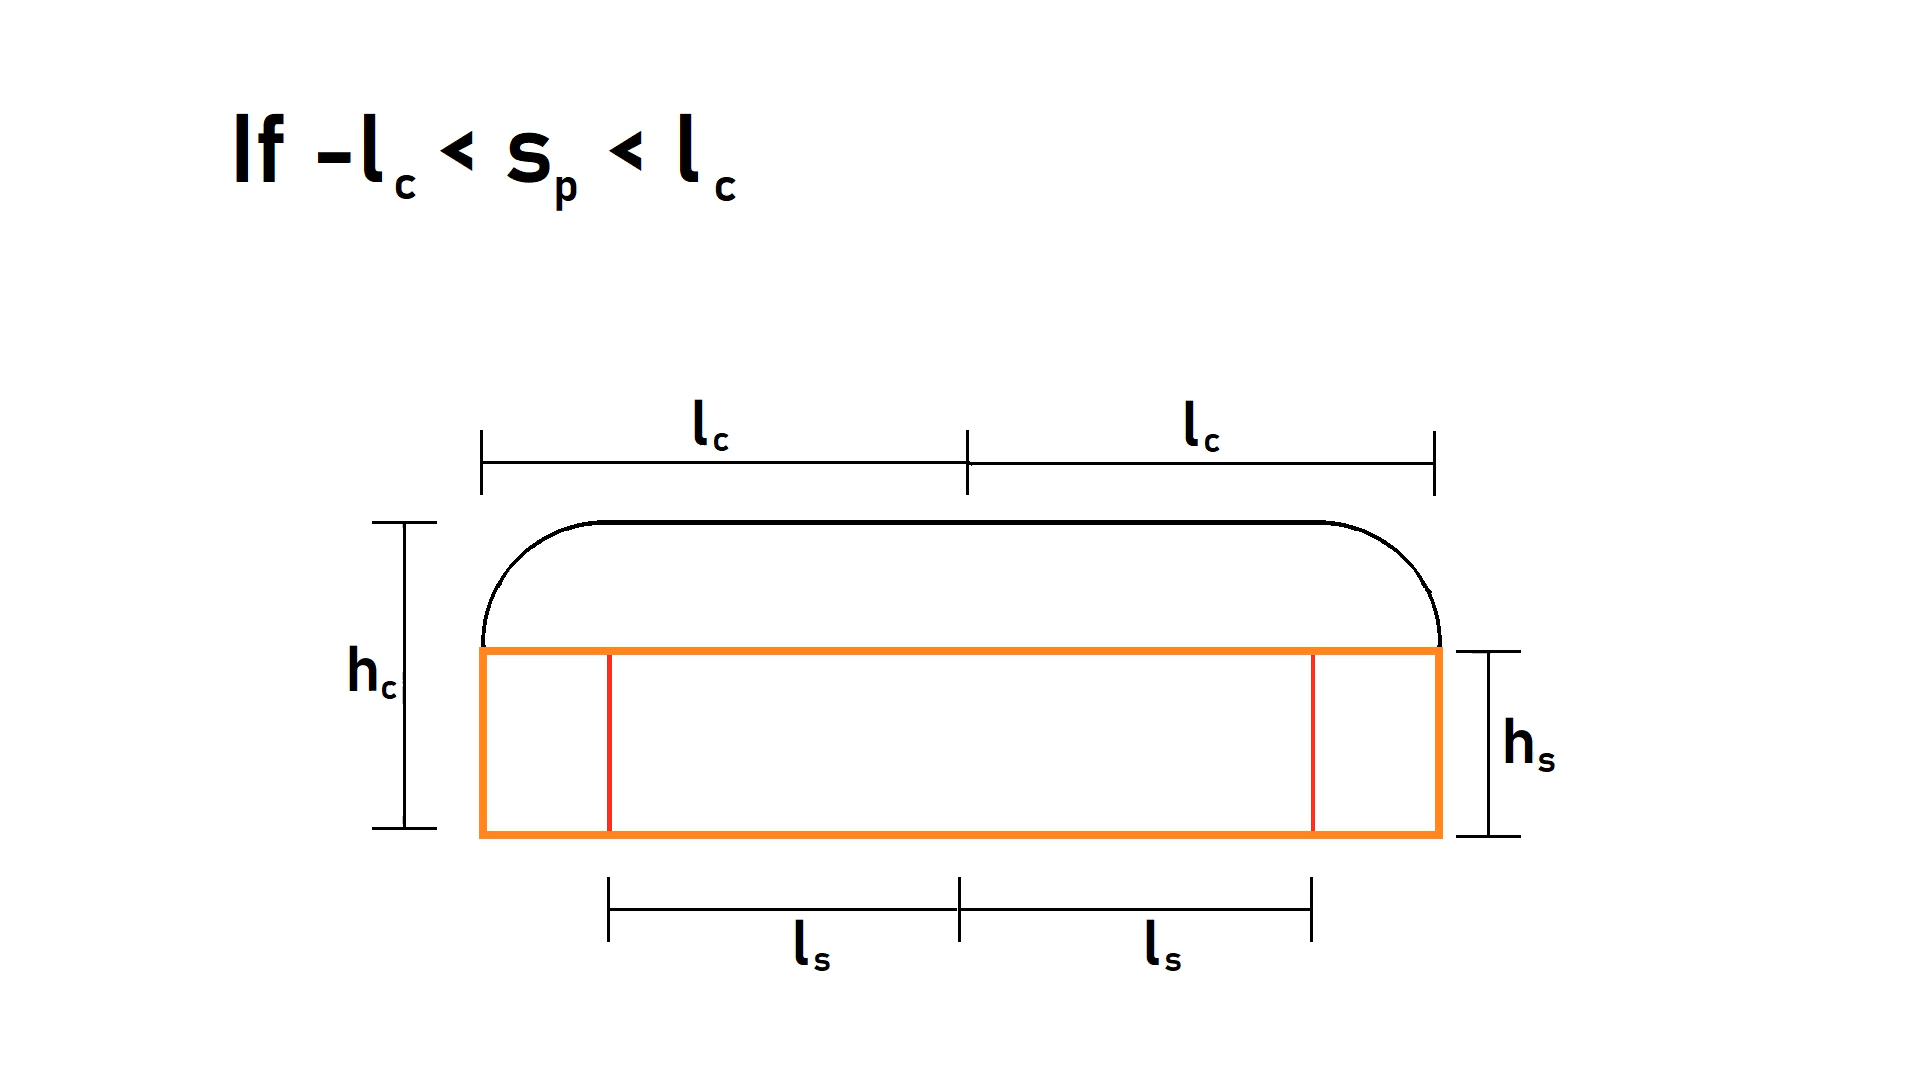 If -lc < sp < lc
lc lc
hc
hs
ls ls